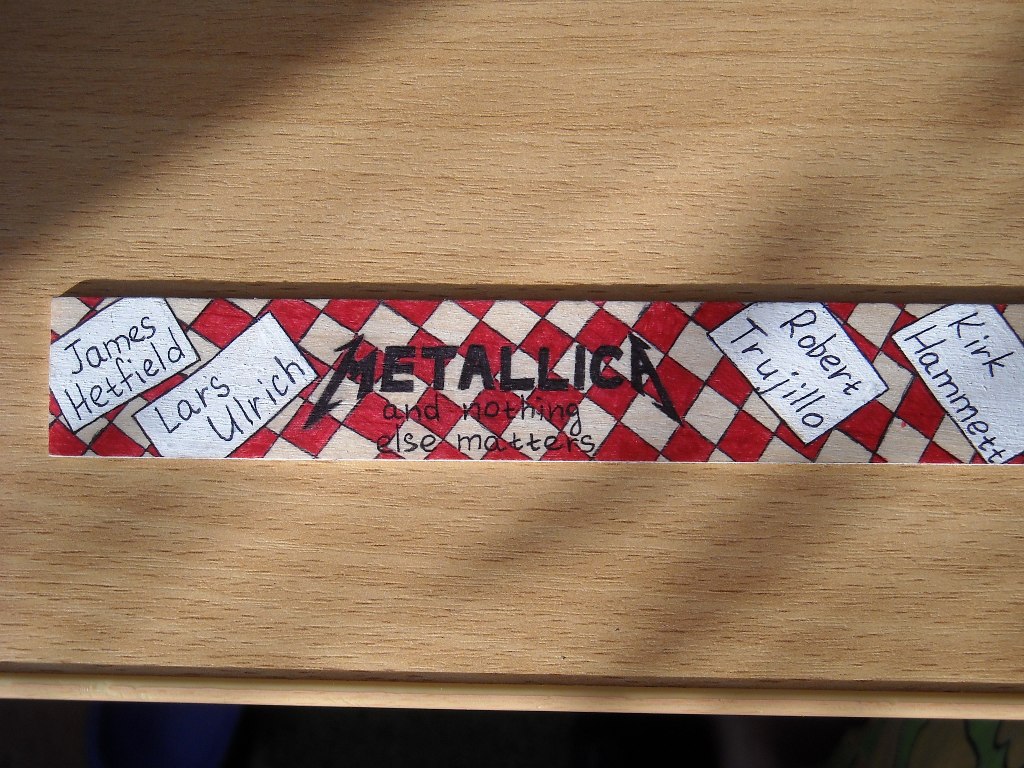 James
Hetfield
Lars
Ulrich
METALLICA
and nothing
else matters
Robert
Trujillo
Kirk
Hammett